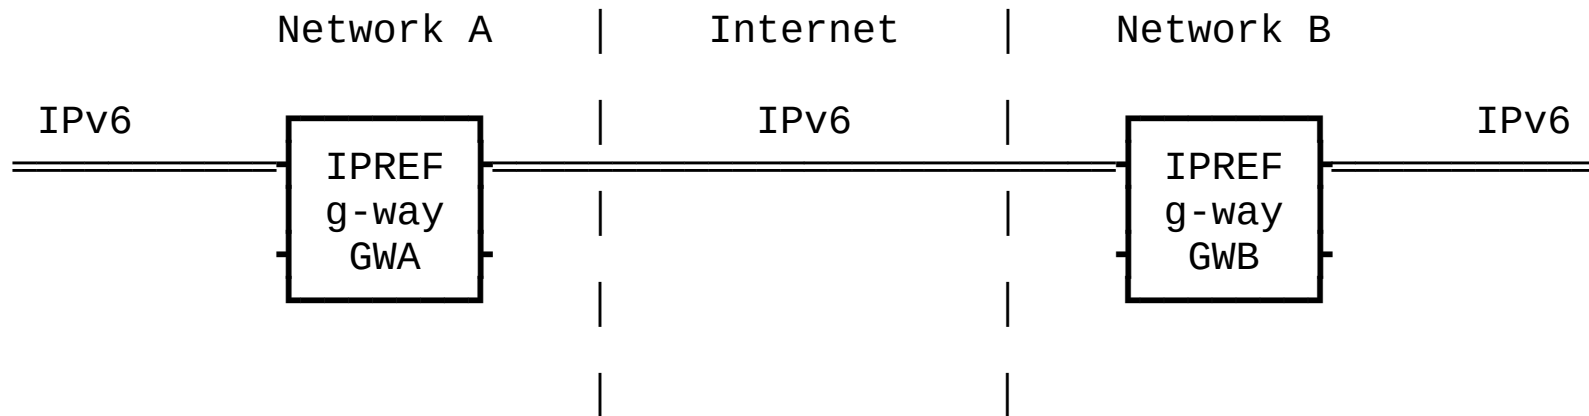 Network A | Internet | Network B
IPv6 IPv6 IPv6
IPREF IPREF
g-way g-way
GWA GWB